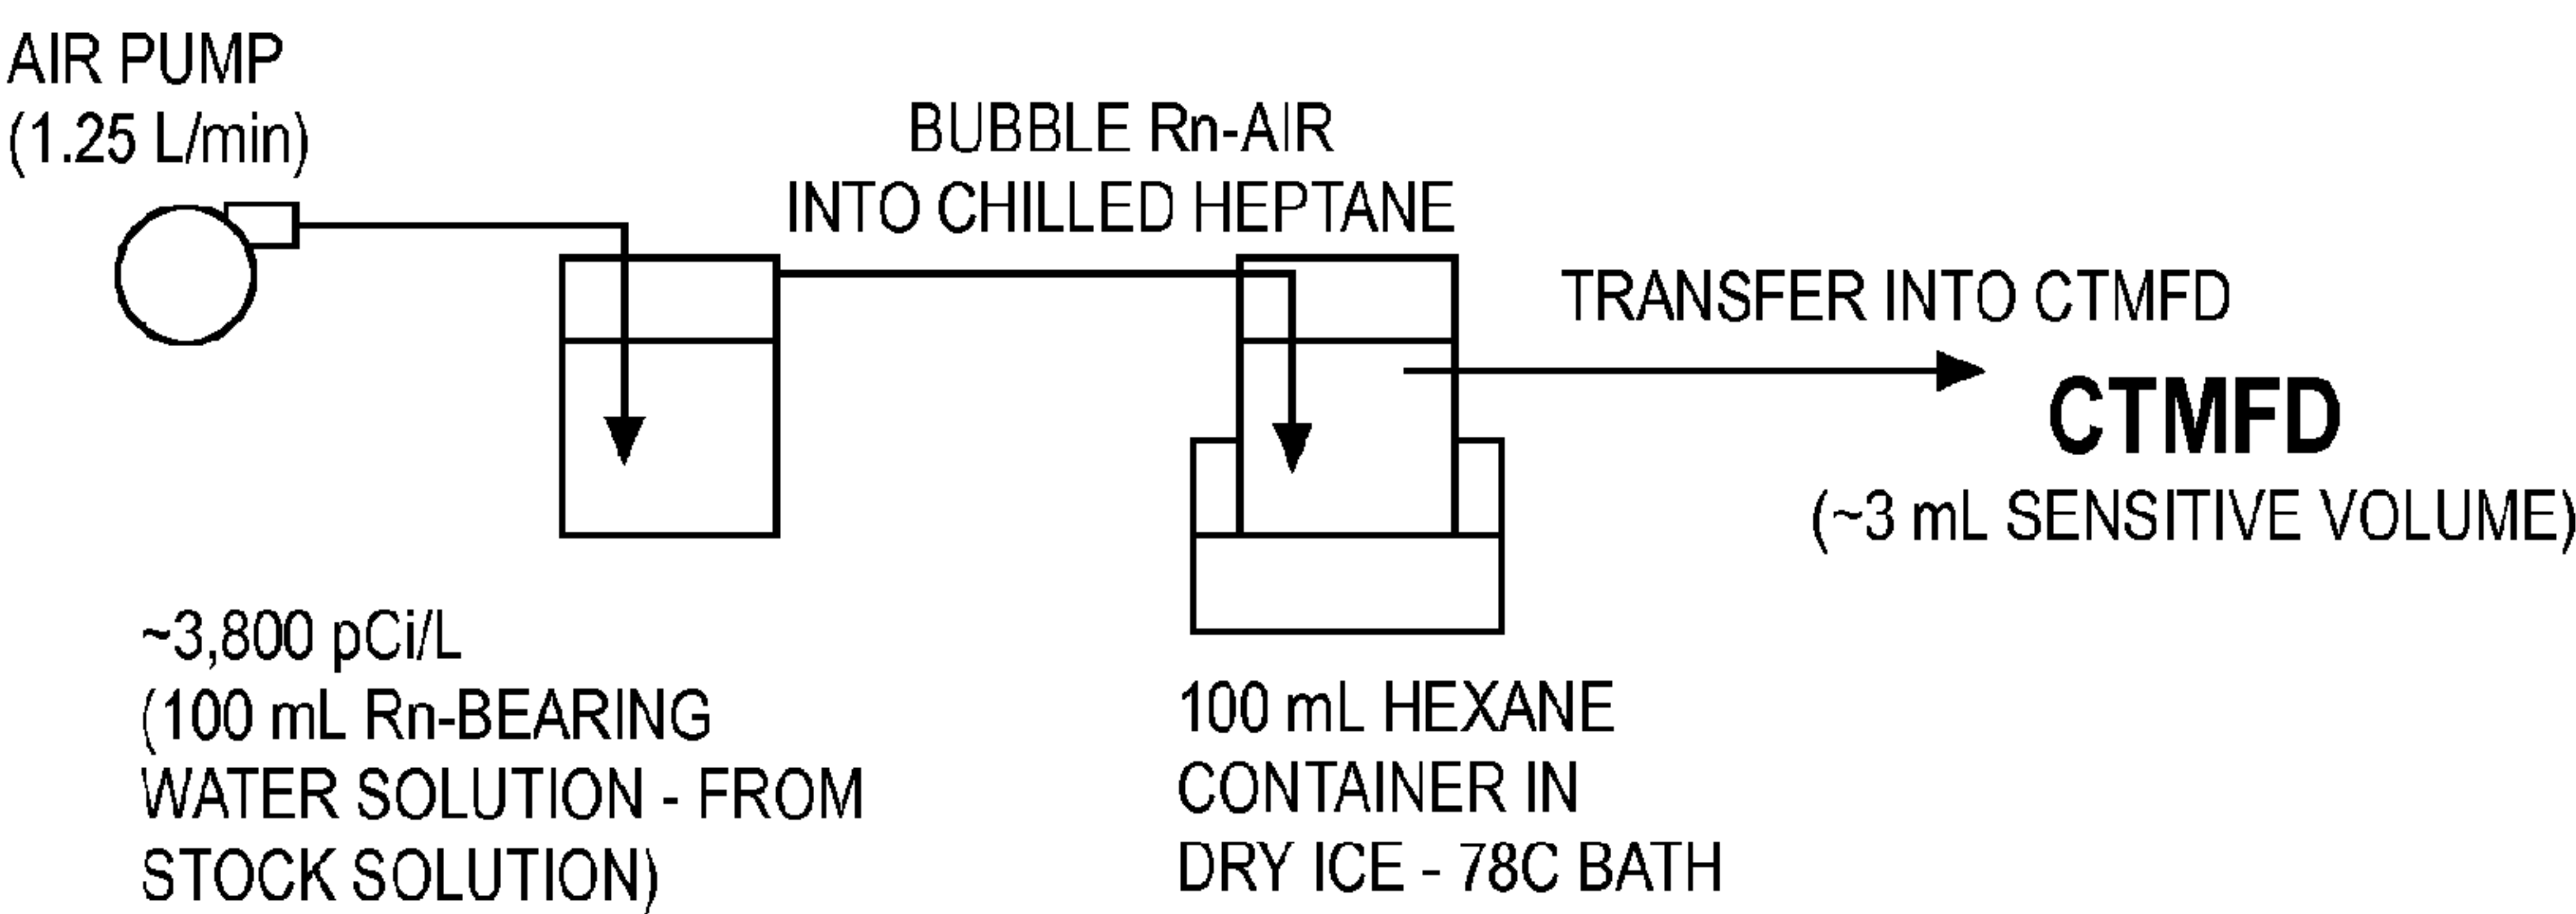 AIR PUMP
(1.25 L/min)
BUBBLE Rn-AIR
INTO CHILLED HEPTANE
TRANSFER INTO CTMFD
CTMFD
(~3 mL SENSITIVE VOLUME)
~3,800 pCi/L
(100 mL Rn-BEARING
WATER SOLUTION - FROM
STOCK SOLUTION)
100 mL HEXANE
CONTAINER IN
DRY ICE - 78C BATH